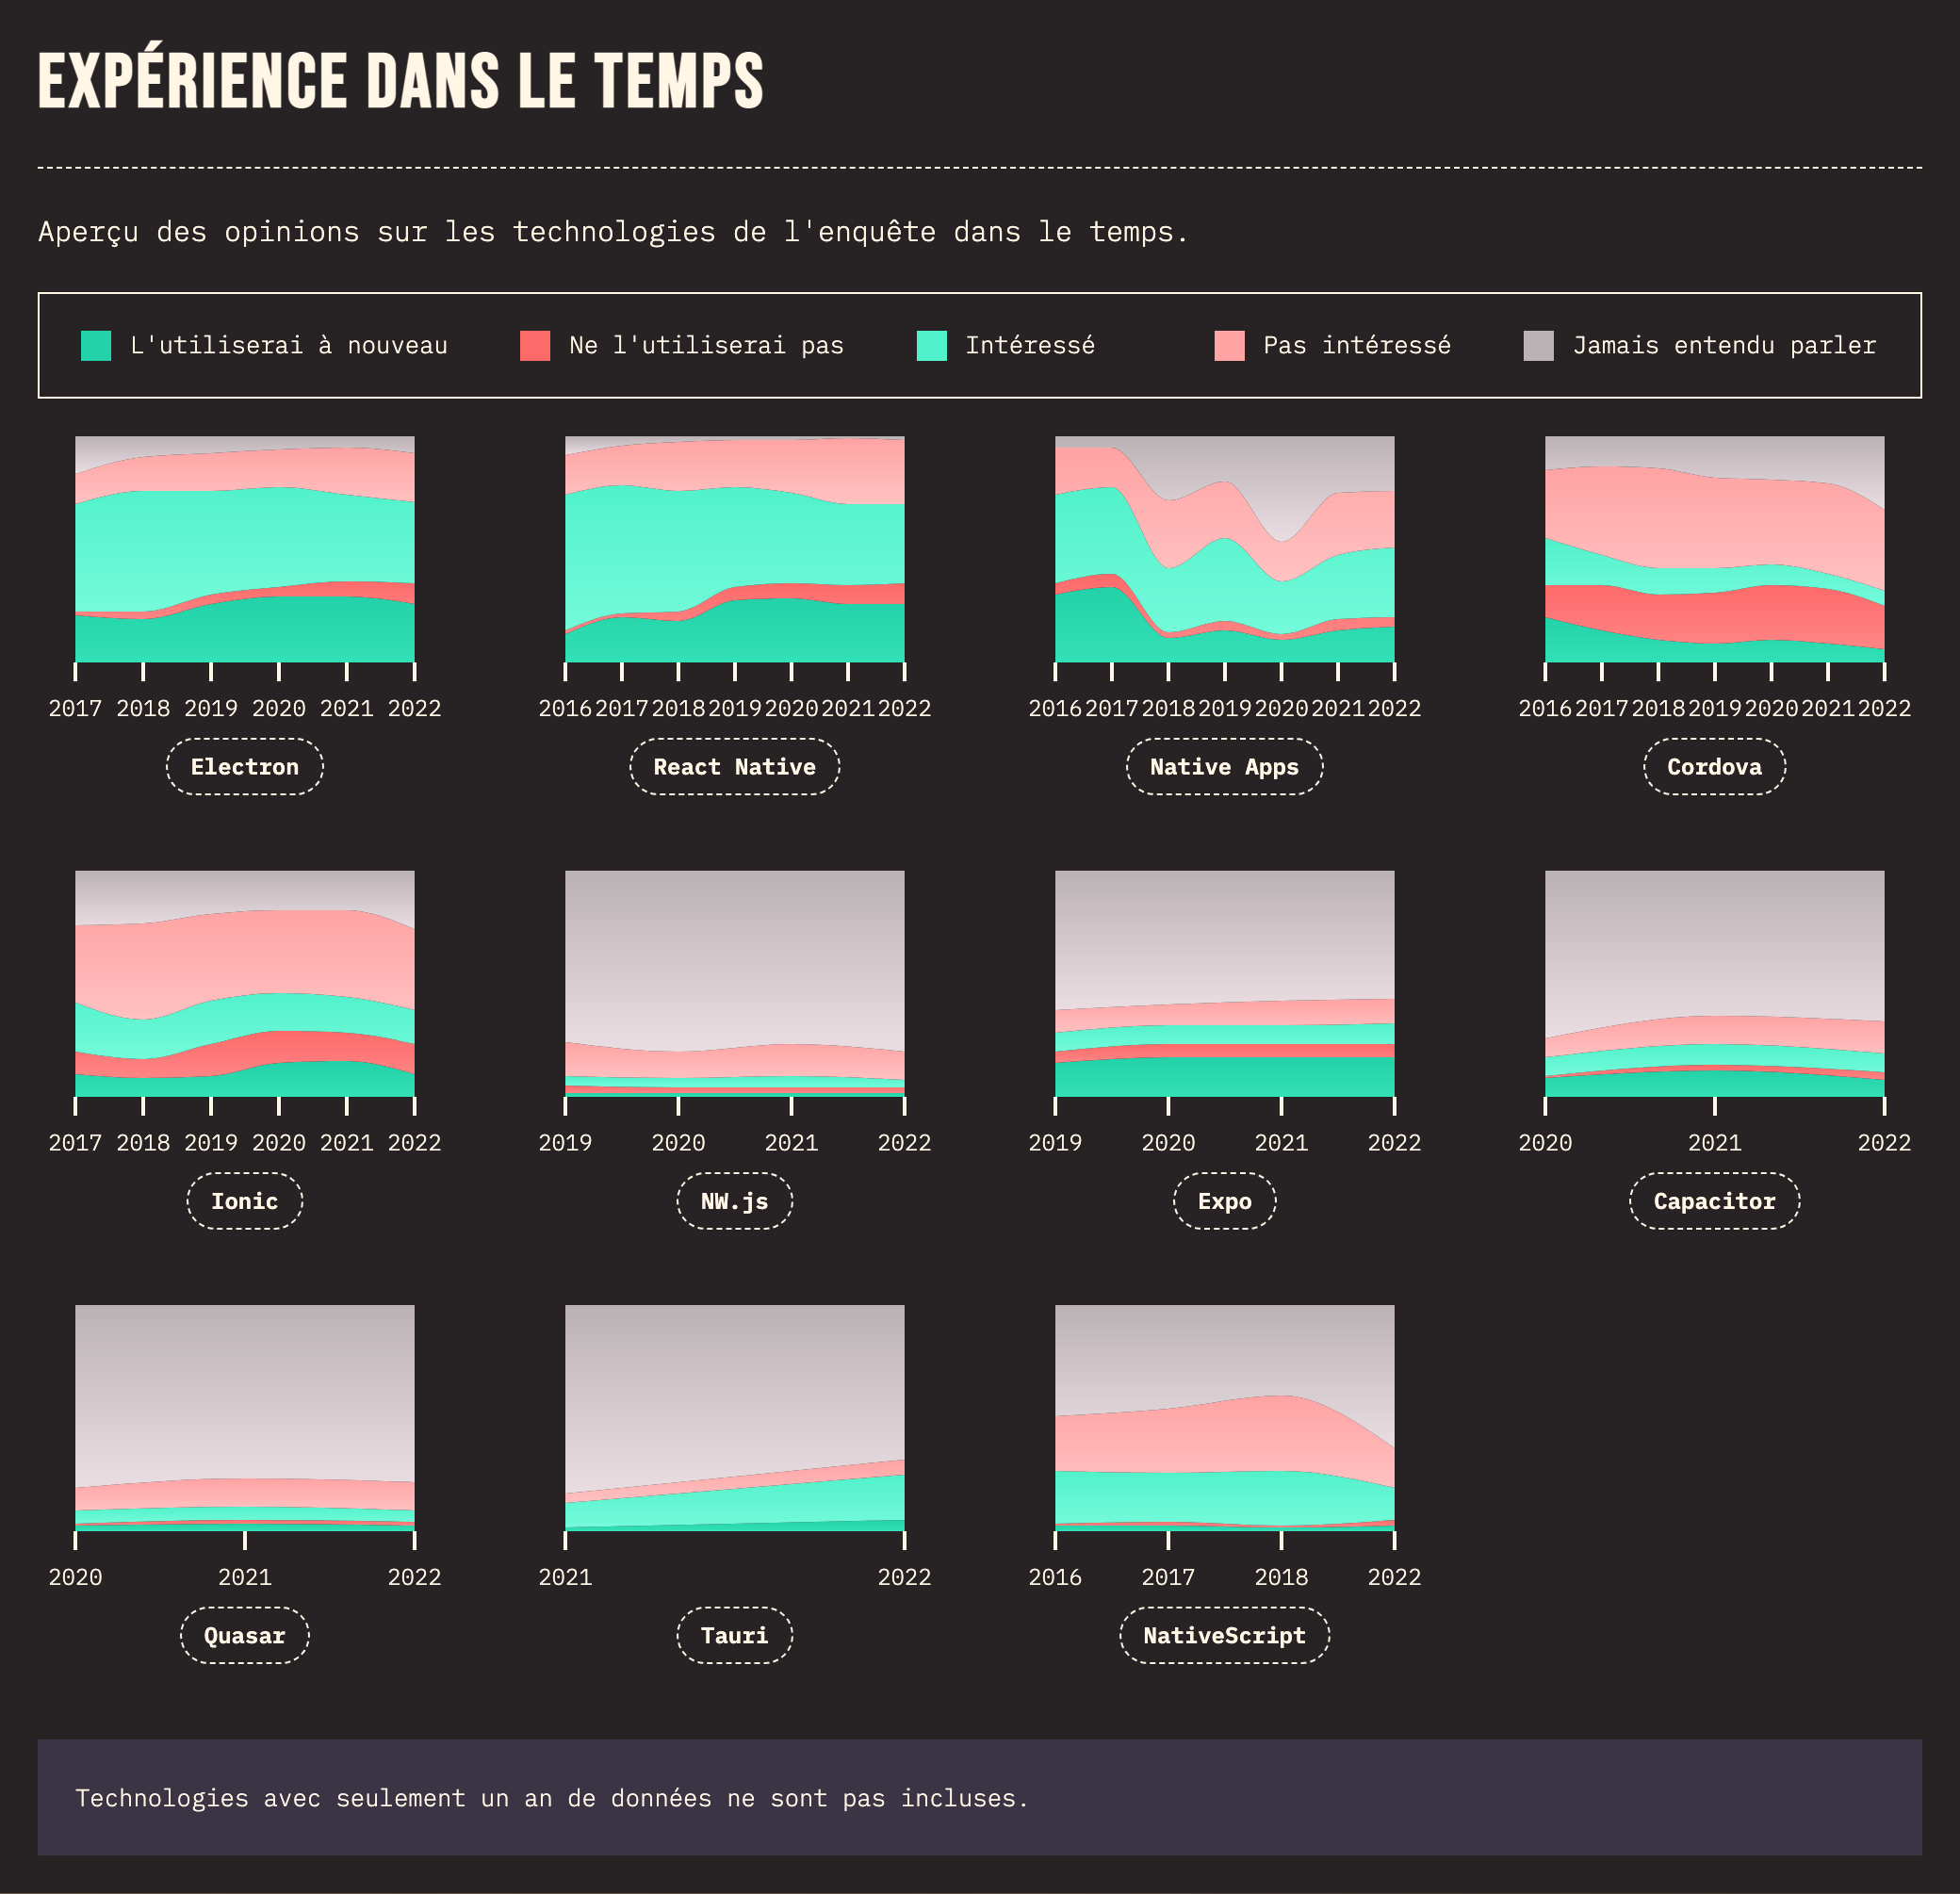 EXPÉRIENCE DANS LE TEMPS
Aperçu des opinions sur les technologies de l'enquête dans le temps.
L'utiliserai à nouveau Ne l'utiliserai pas Intéressé Pas intéressé Jamais entendu parler
2017 2018 2019 2020 2021 2022 2016 2017 2018 2019 2020 2021 2022 2016 2017 2018 2019 2020 2021 2022 2016 2017 2018 2019 2020 2021 2022
Electron React Native Native Apps Cordova
2017 2018 2019 2020 2021 2022 2019 2020 2021 2022 2019 2020 2021 2022 2020 2021 2022
Ionic NW.js Expo Capacitor
2020 2021 2022 2021 2022 2016 2017 2018 2022
Quasar Tauri NativeScript
Technologies avec seulement un an de données ne sont pas incluses.